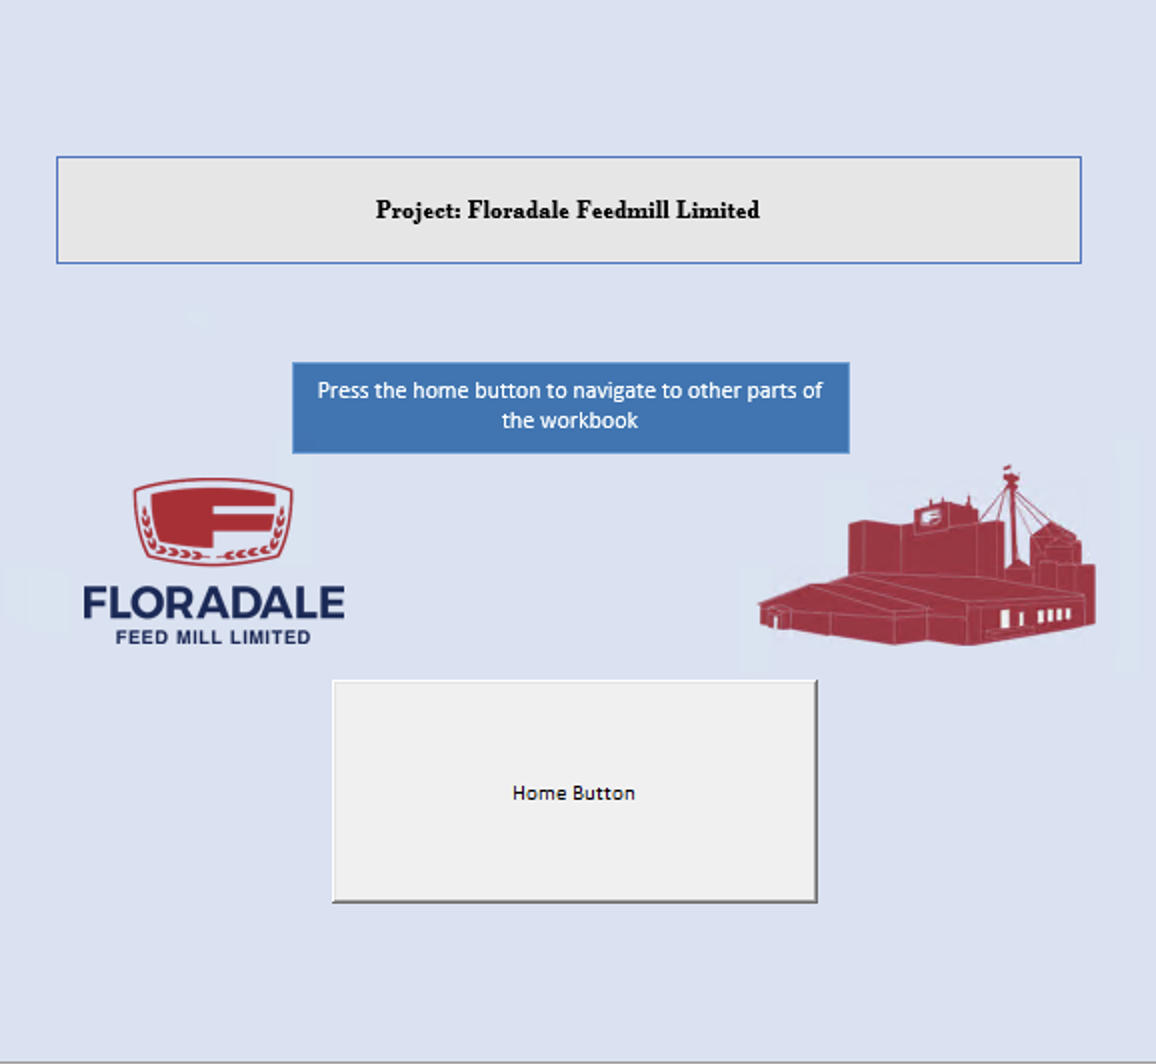 Project: Floradale Feedmill Limited
Press the home button to navigate to other parts of
the workbook
F
FLORADALE
FEED MILL LIMITED
F
Home Button